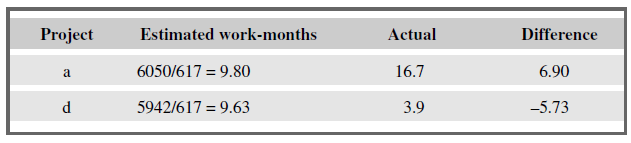 Project Estimated work-months Actual Difference
a 6050/617 = 9.80 16.7 6.90
d 5942/617 = 9.63 3.9 –5.73